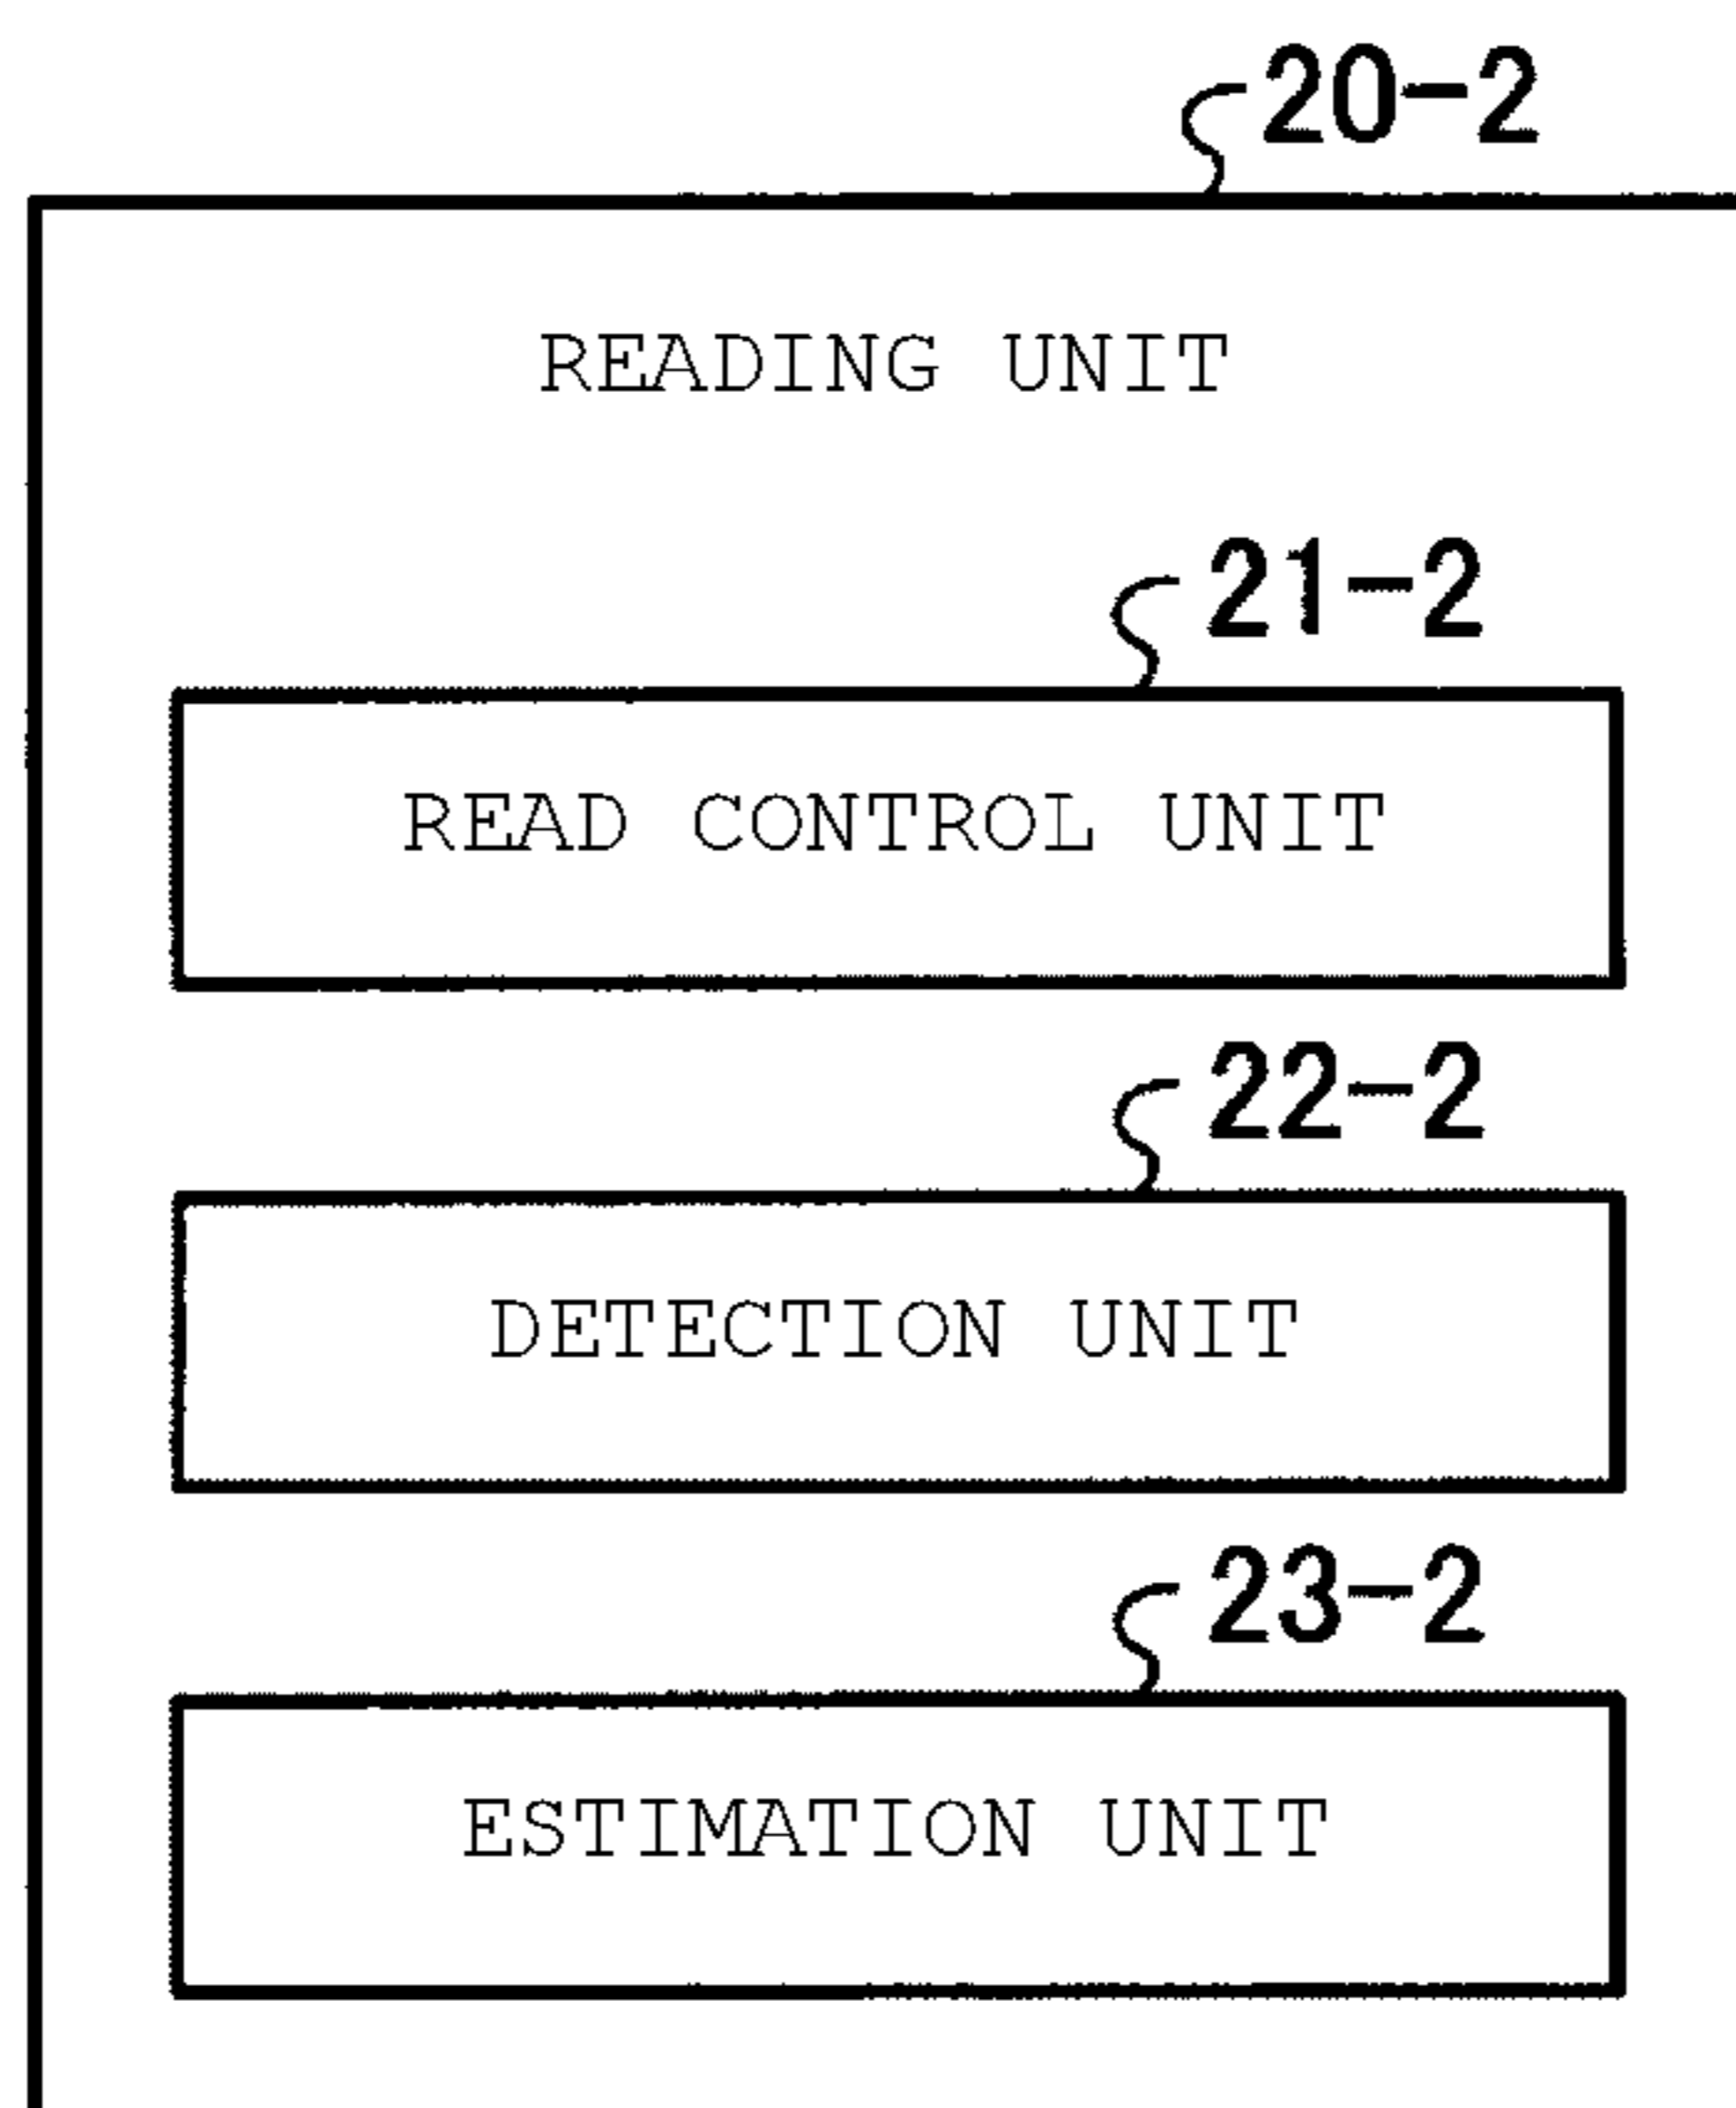 20-2
READING UNIT
21-2
READ CONTROL UNIT
22-2
DETECTION UNIT
23-2
ESTIMATION UNIT